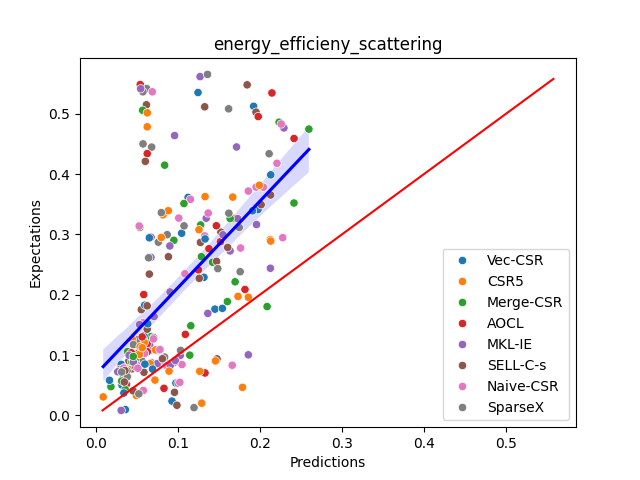 energy_efficieny_scattering
Expectations
0.5
0.4
0.3
0.2
0.1
0.0
0.0 0.1 0.2 0.3 0.4 0.5
Predictions
Vec-CSR
CSR5
Merge-CSR
AOCL
MKL-IE
SELL-C-s
Naive-CSR
SparseX